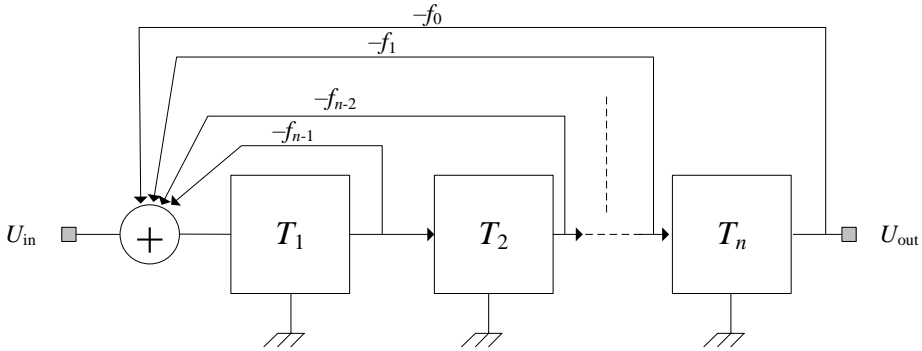 –f0
–f1
–fn-2
–fn-1
Uin + T1 T2 Tn Uout